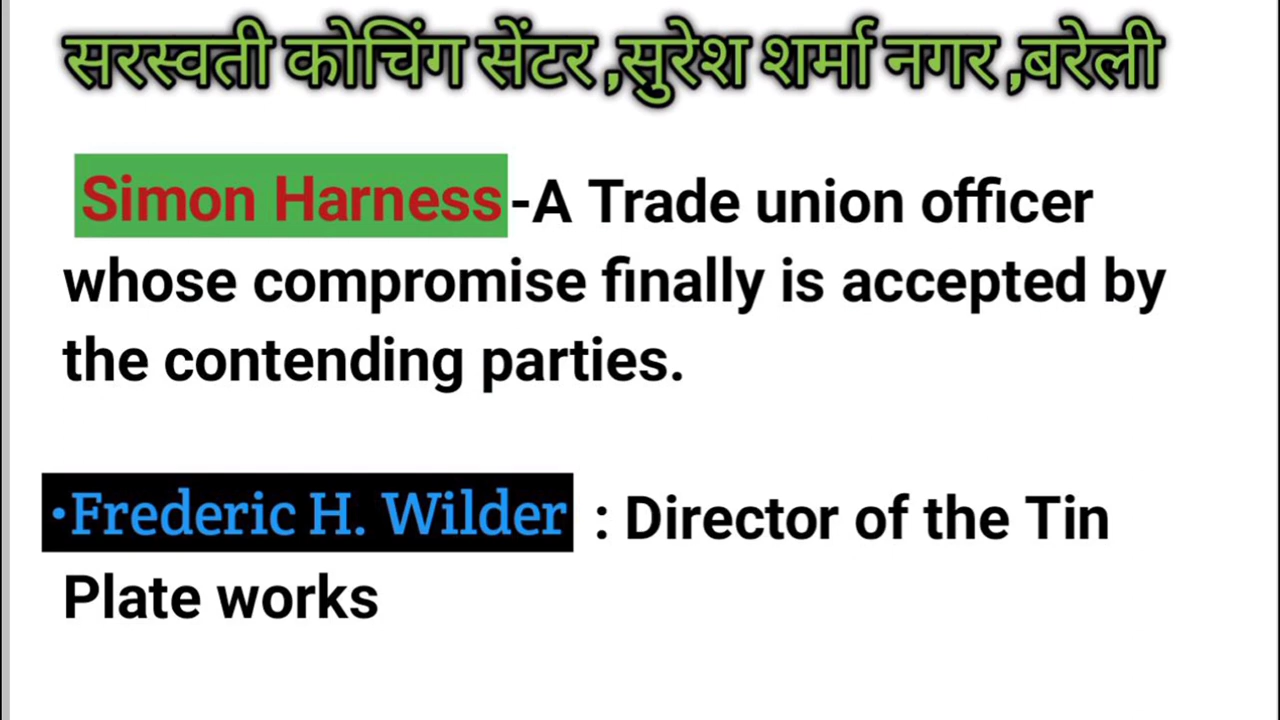 सरस्वती कोचिंग सेंटर ,सुरेश शर्मा नगर ,बरेली
Simon Harness -A Trade union officer
whose compromise finally is accepted by
the contending parties.
•Frederic H. Wilder : Director of the Tin
Plate works